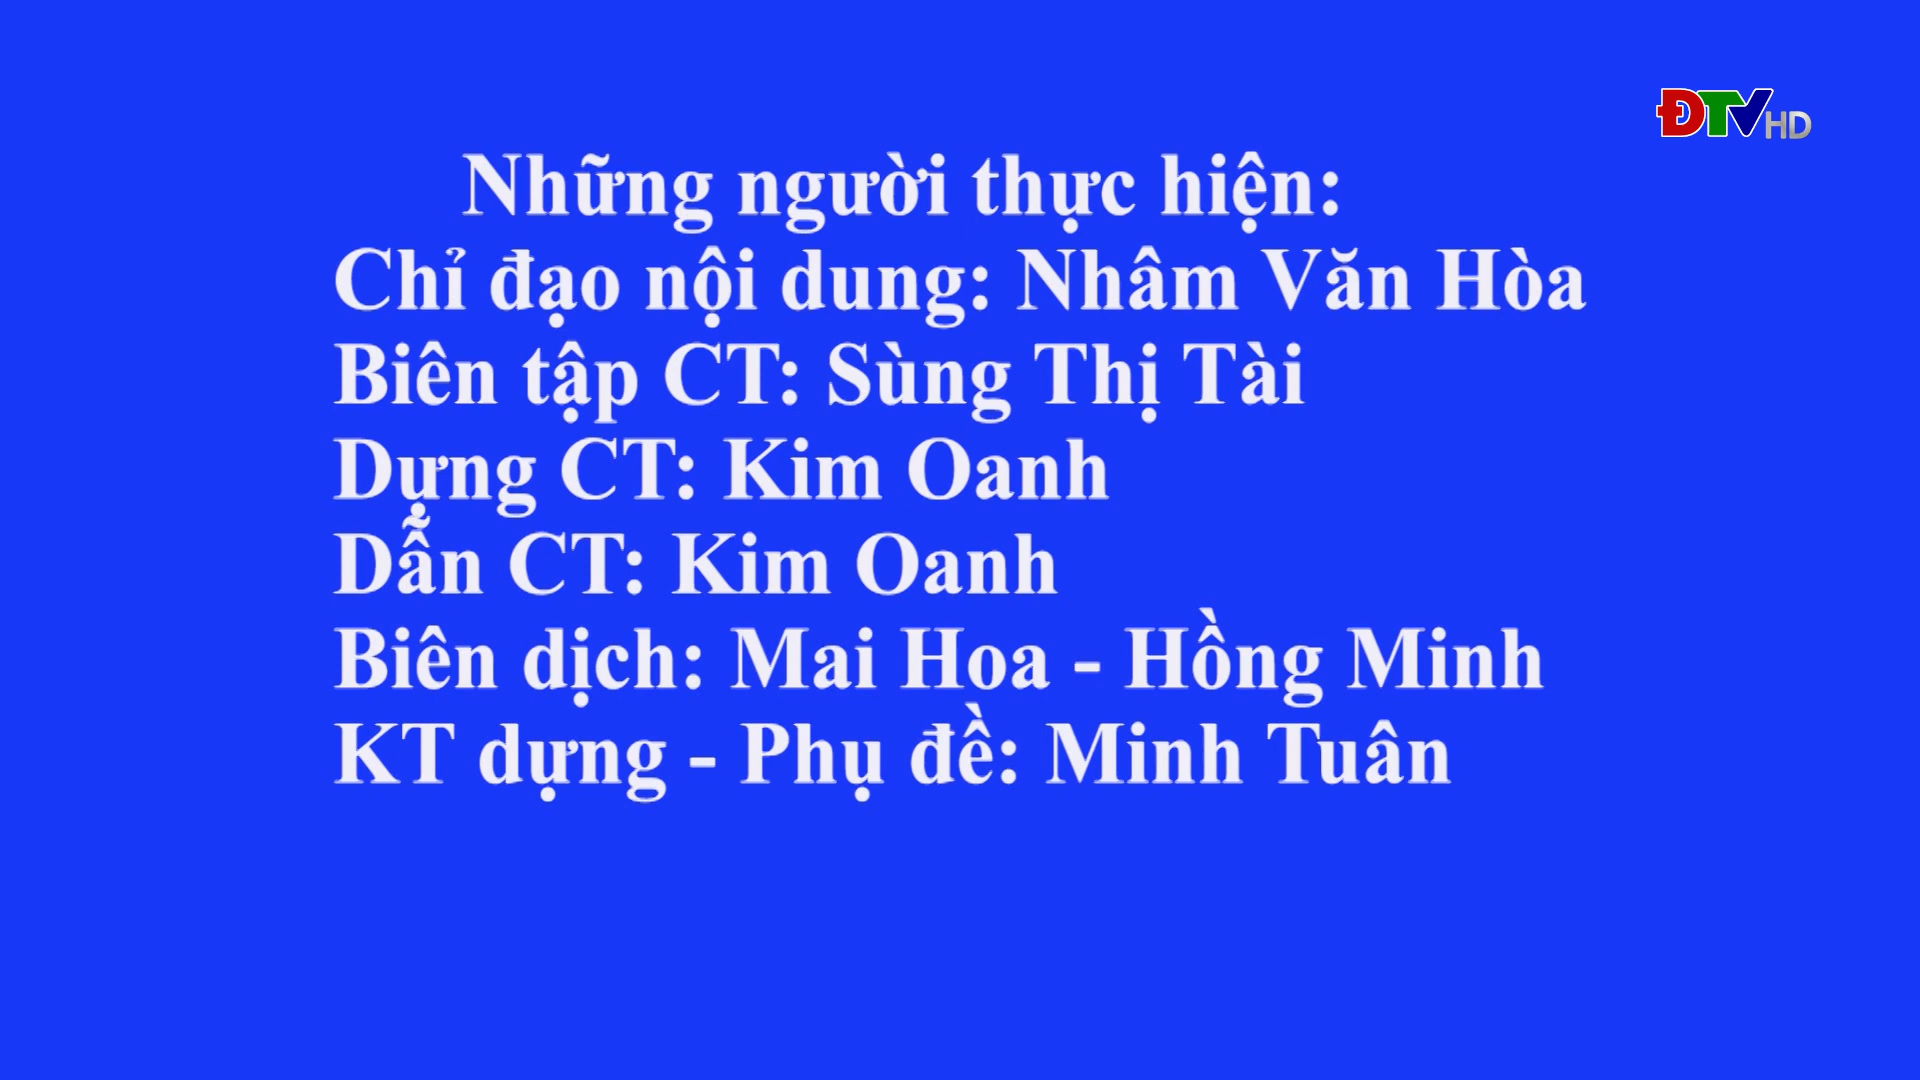 ĐTV HD
Những người thực hiện:
Chỉ đạo nội dung: Nhâm Văn Hòa
Biên tập CT: Sùng Thị Tài
Dựng CT: Kim Oanh
Dẫn CT: Kim Oanh
Biên dịch: Mai Hoa - Hồng Minh
KT dựng - Phụ đề: Minh Tuân